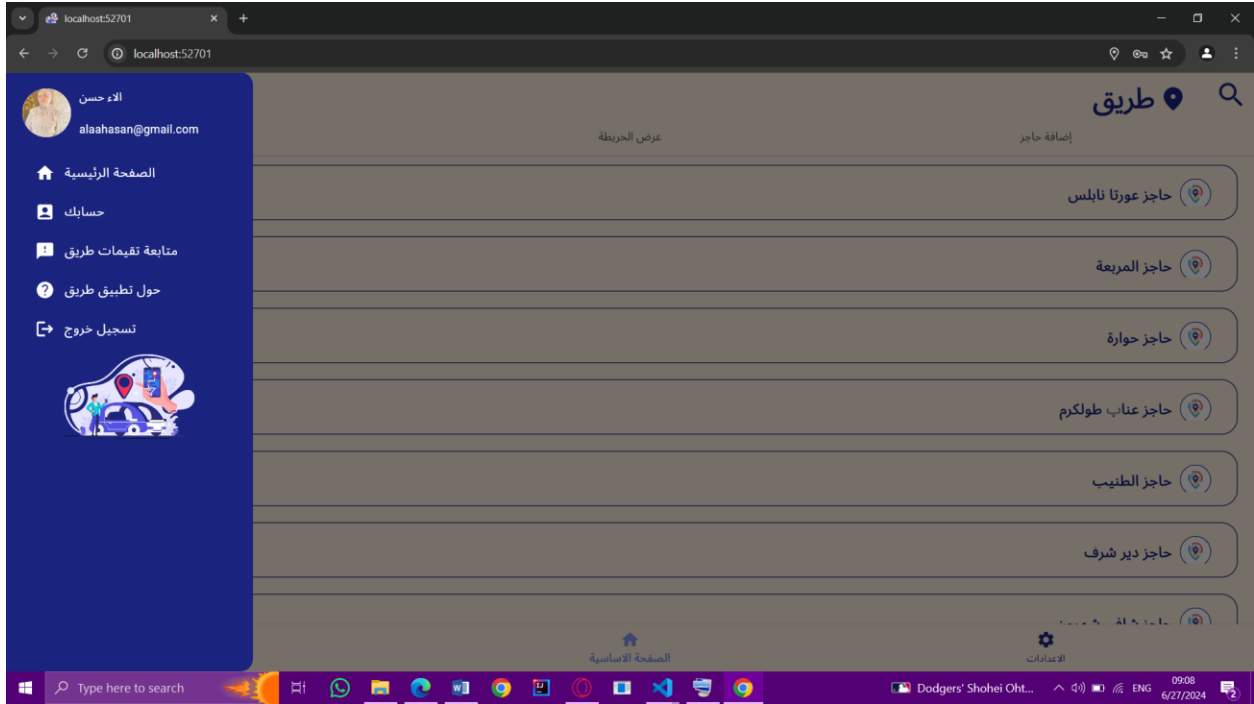 localhost:52701
localhost:52701
الاء حسن
alaahasan@gmail.com
الصفحة الرئيسية
حسابك
متابعة تقيمات طريق
حول تطبيق طريق
تسجيل خروج
طريق
إضافة حاجز
عرض الخريطة
حاجز عورتا نابلس
حاجز المربعة
حاجز حوارة
حاجز عناب طولكرم
حاجز الطنيب
حاجز دير شرف
الاعدادات
الصفحة الاساسية
Type here to search
Dodgers' Shohei Oht...
ENG
09:08
6/27/2024
2